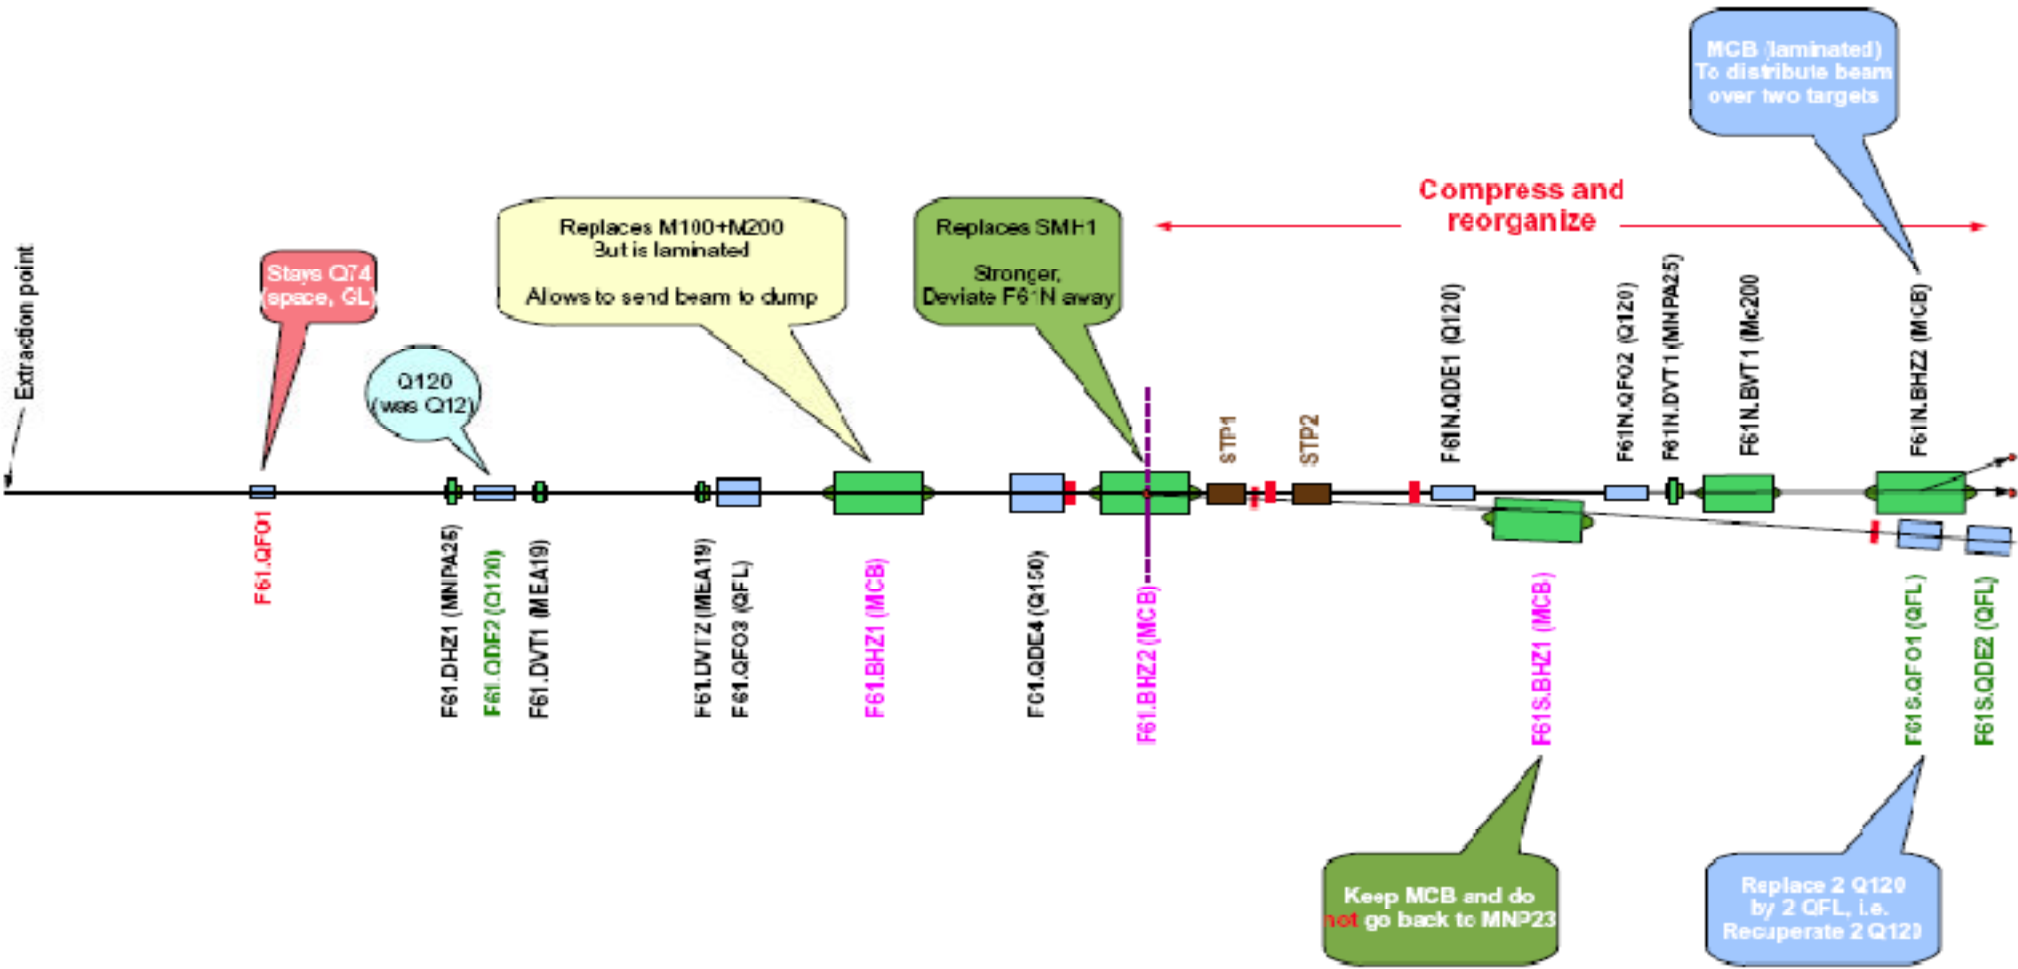 MCB (laminated)
To distribute beam
over two targets
Compress and
reorganize
Replaces M100+M200
But is laminated
Allows to send beam to dump
Replaces SMH1
Stronger,
Deviate F61N away
Stays Q74
(space, GL)
Q120
(was Q12)
Extraction point
STP1
STP2
F61N.QDE1 (Q120)
F61N.QFO2 (Q120)
F61N.DVT1 (MNPA25)
F61N.BVT1 (Mc200
F61N.BHZ2 (MCB)
F61.QFO1
F61.DHZ1 (MNPA25)
F61.QDE2 (Q120)
F61.DVT1 (MEA19)
F61.DVT2 (MEA19)
F61.QFO3 (QFL)
F61.BHZ1 (MCB)
F61.QDE4 (Q150)
F61.BHZ2 (MCB)
F61S.BHZ1 (MCB)
F61S.QFO1 (QFL)
F61S.QDE2 (QFL)
Keep MCB and do
not go back to MNP23
Replace 2 Q120
by 2 QFL, i.e.
Recuperate 2 Q120